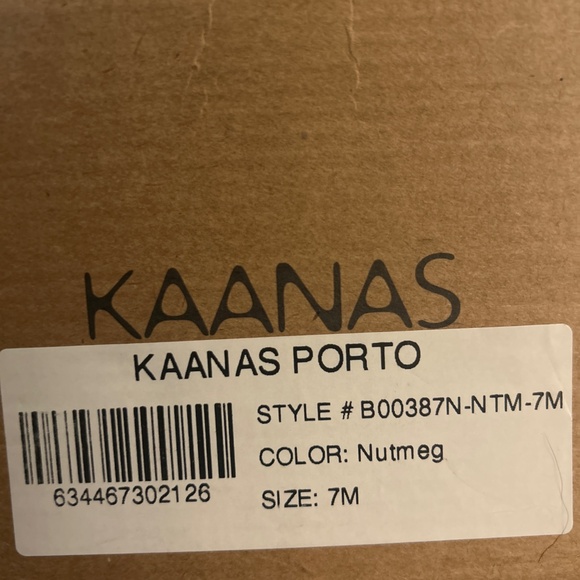 KAANAS
KAANAS PORTO
STYLE # B00387N-NTM-7M
COLOR: Nutmeg
634467302126
SIZE: 7M